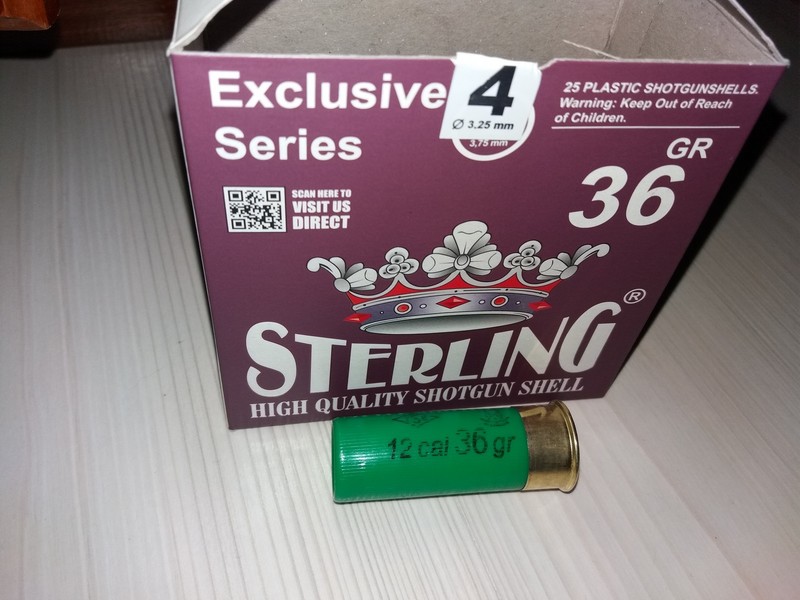 Exclusive
Series
4
Ø 3.25 mm
3,75 mm
25 PLASTIC SHOTGUNSHELLS.
Warning: Keep Out of Reach
of Children.
GR
36
SCAN HERE TO
VISIT US
DIRECT
STERLING®
HIGH QUALITY SHOTGUN SHELL
12 cal 36 gr